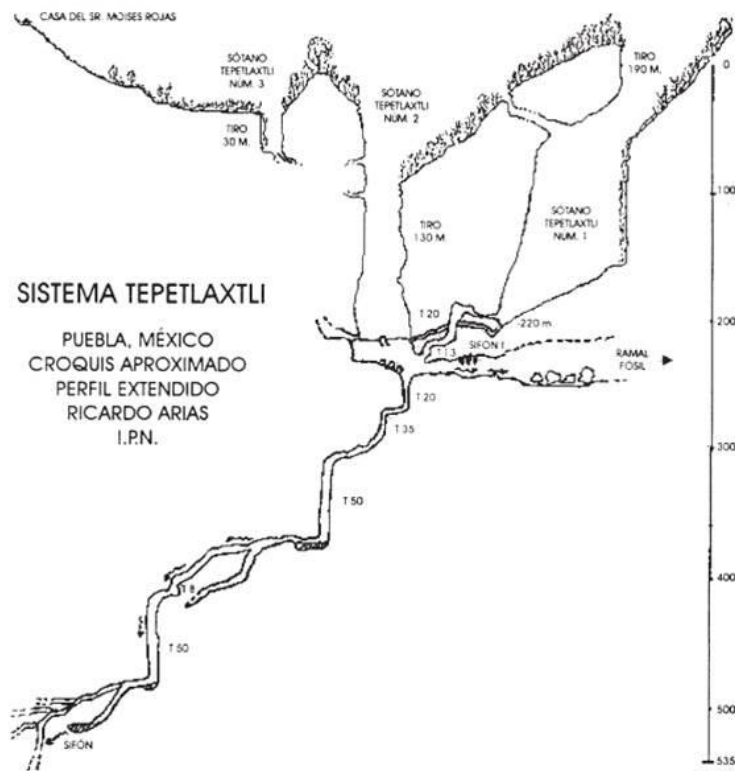 CASA DEL SR. MOISES ROJAS
SÓTANO
TEPETLAXTLI
NUM. 3
TIRO
30 M.
SÓTANO
TEPETLAXTLI
NUM. 2
TIRO
190 M.
0
100
TIRO
130 M.
SÓTANO
TEPETLAXTLI
NUM. 1
SISTEMA TEPETLAXTLI
PUEBLA, MÉXICO
CROQUIS APROXIMADO
PERFIL EXTENDIDO
RICARDO ARIAS
I.P.N.
T 20
-220 m.
T 13
SIFÓN 1
200
RAMAL
FÓSIL
T 20
T 35
300
T 50
T 8
400
T 50
500
SIFÓN
535